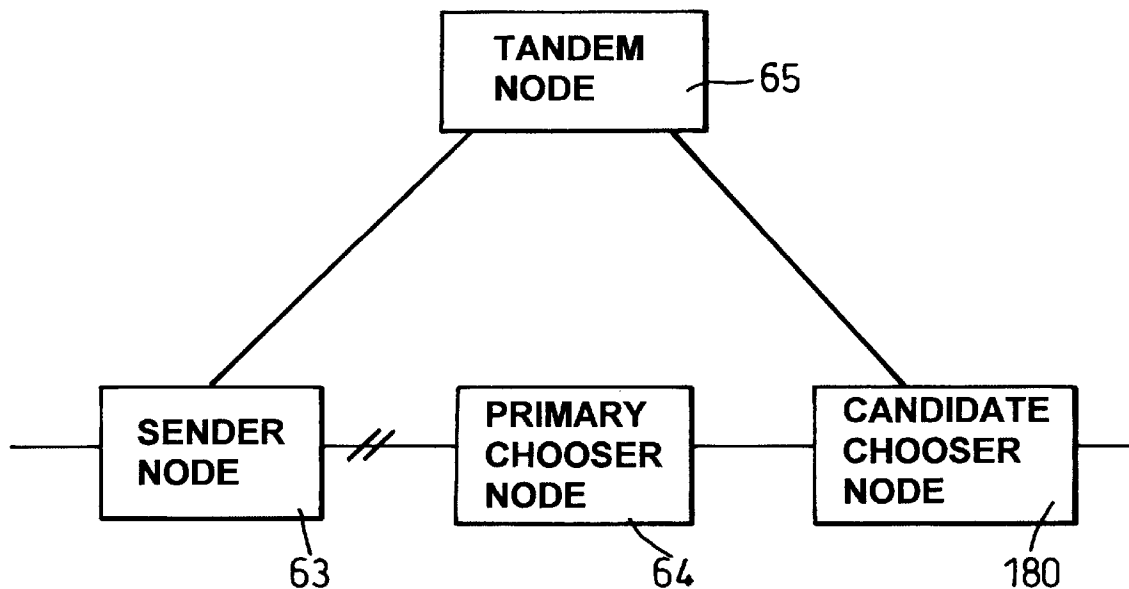 TANDEM
NODE
65
SENDER
NODE
PRIMARY
CHOOSER
NODE
CANDIDATE
CHOOSER
NODE
63
64
180